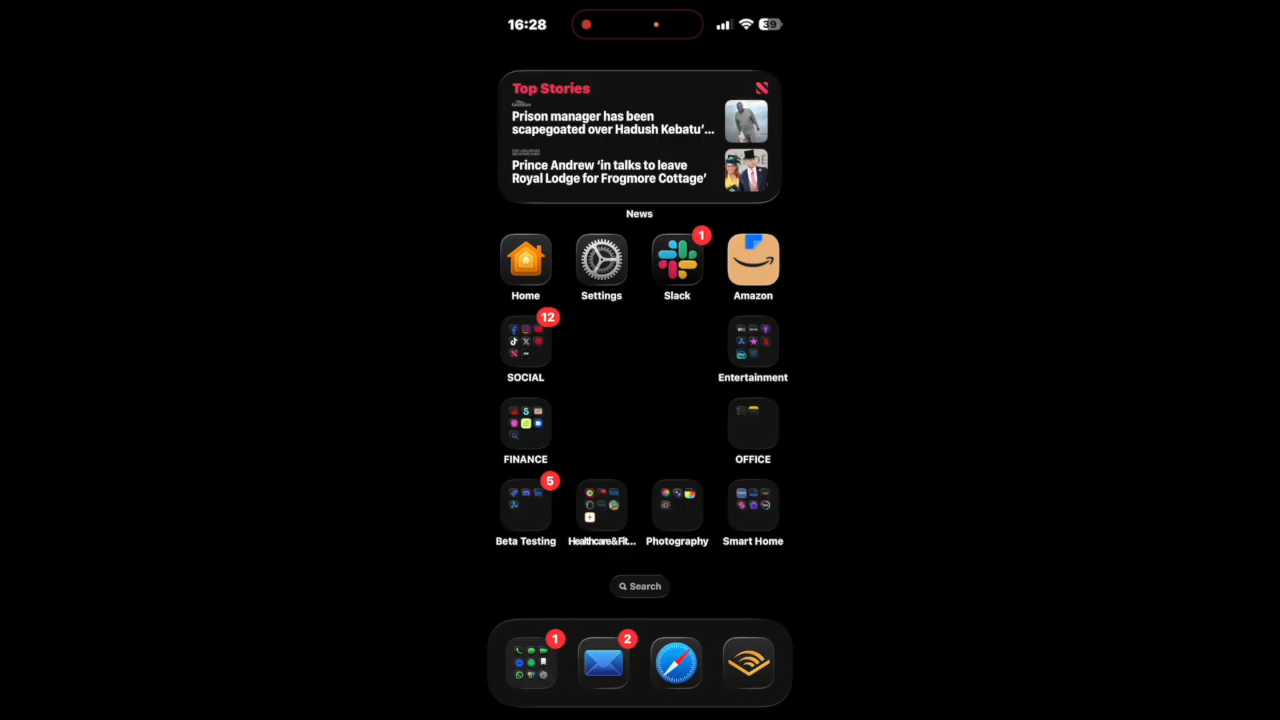 16:28
39
Top Stories
Prison manager has been
scapegoated over Hadush Kebatu’...
Prince Andrew ‘in talks to leave
Royal Lodge for Frogmore Cottage’
News
1
Home
Settings
Slack
Amazon
12
SOCIAL
Entertainment
FINANCE
OFFICE
5
Beta Testing
Healthcare&Fit...
Photography
Smart Home
Search
1
2